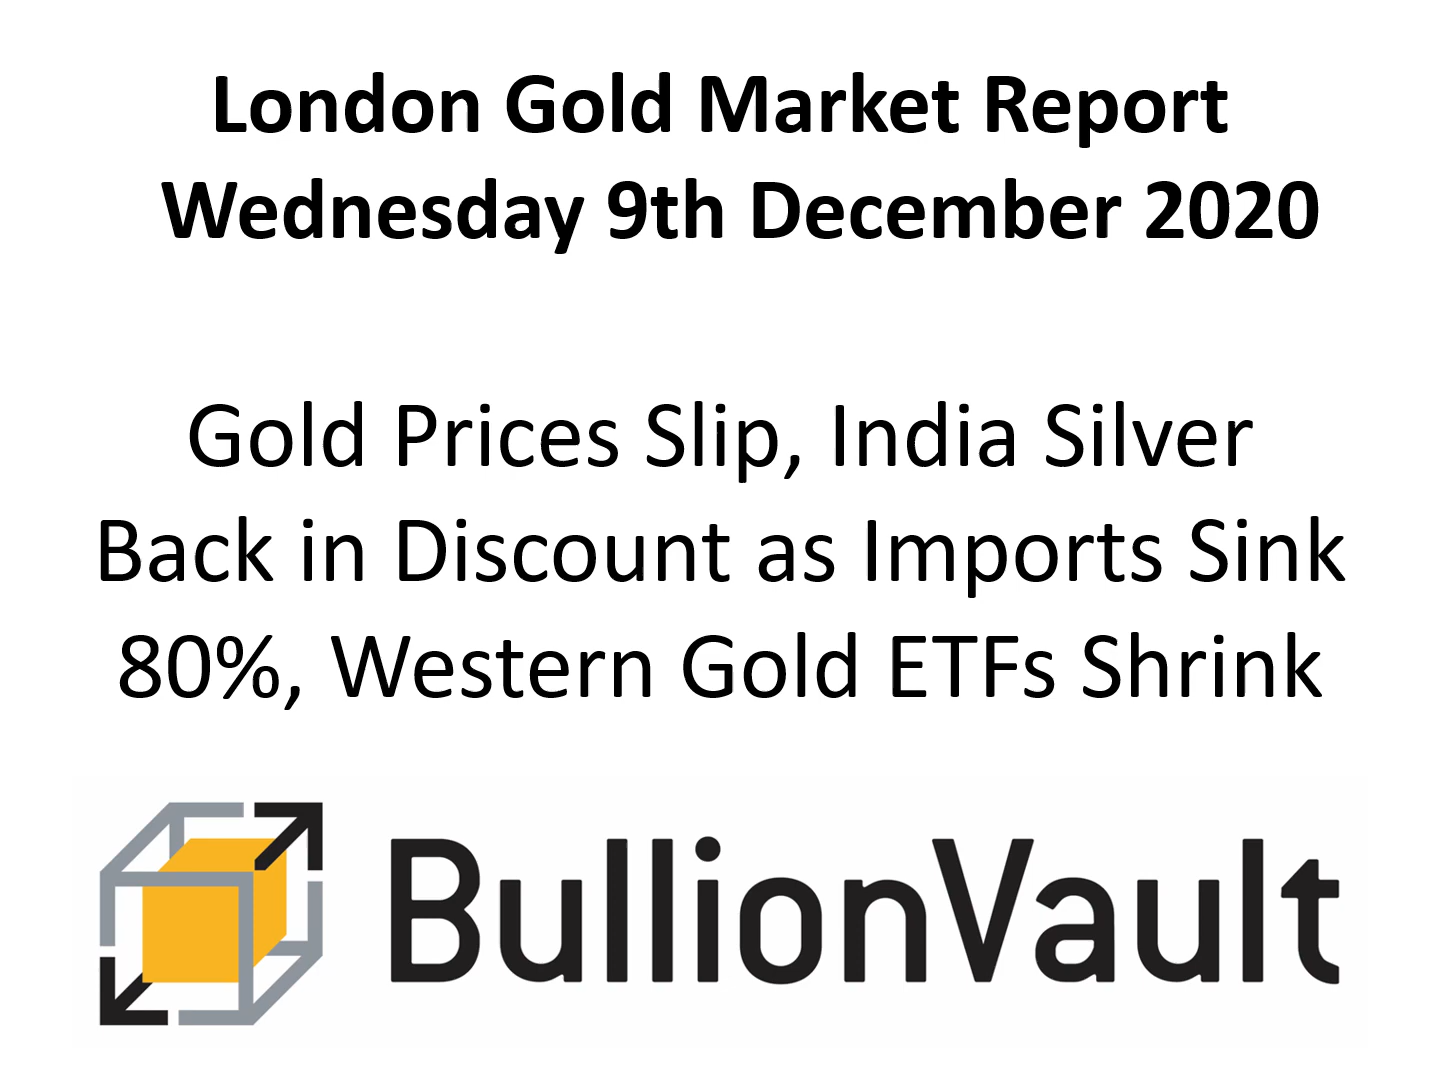 London Gold Market Report
Wednesday 9th December 2020
Gold Prices Slip, India Silver
Back in Discount as Imports Sink
80%, Western Gold ETFs Shrink
BullionVault